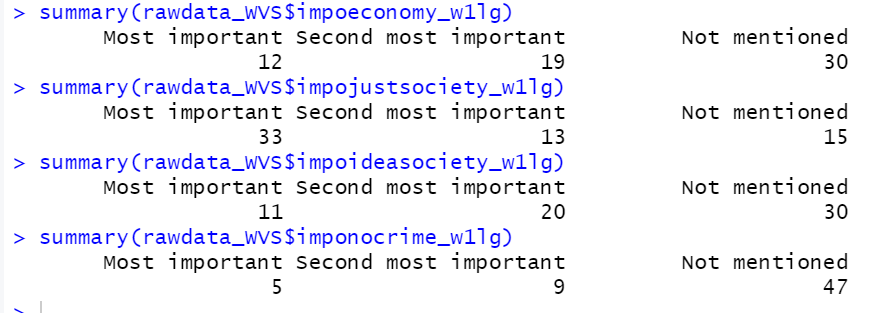 > summary(rawdata_WVS$impoeconomy_w1lg)
Most important Second most important Not mentioned
12 19 30
> summary(rawdata_WVS$impojustsociety_w1lg)
Most important Second most important Not mentioned
33 13 15
> summary(rawdata_WVS$impoideasociety_w1lg)
Most important Second most important Not mentioned
11 20 30
> summary(rawdata_WVS$imponocrime_w1lg)
Most important Second most important Not mentioned
5 9 47
>